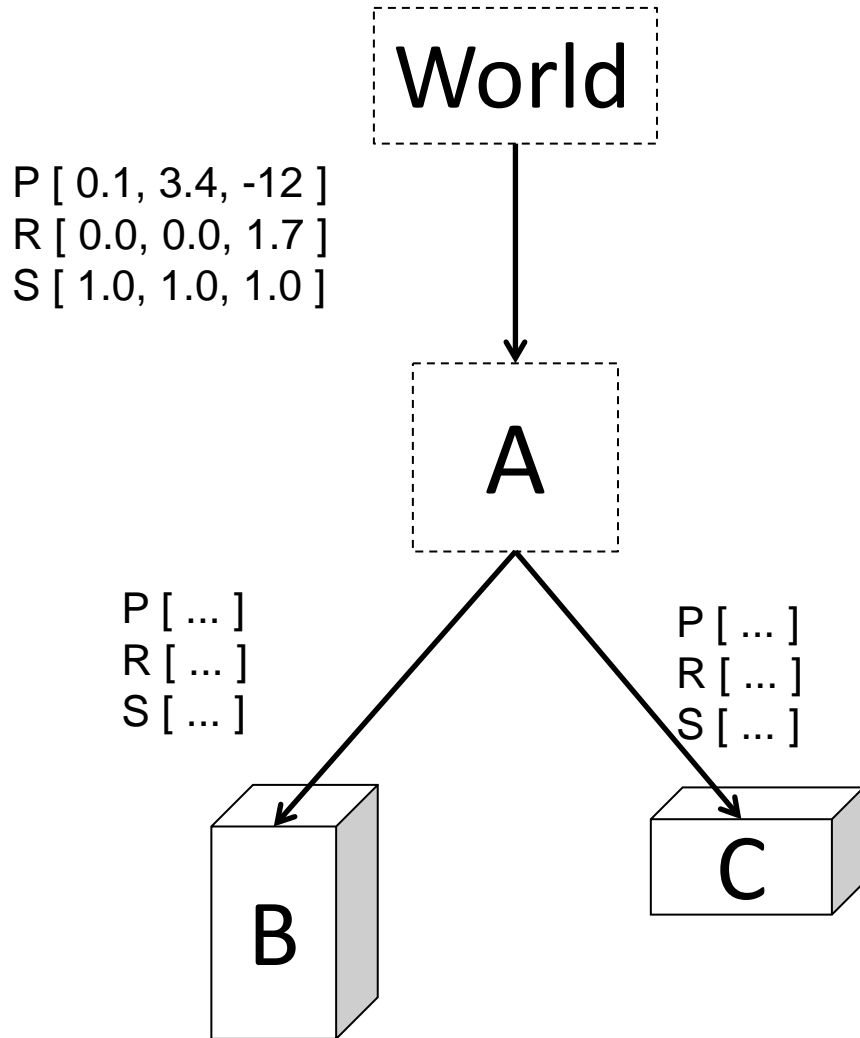 World
P [ 0.1, 3.4, -12 ]
R [ 0.0, 0.0, 1.7 ]
S [ 1.0, 1.0, 1.0 ]
A
P [ ... ]
R [ ... ]
S [ ... ]
P [ ... ]
R [ ... ]
S [ ... ]
B
C